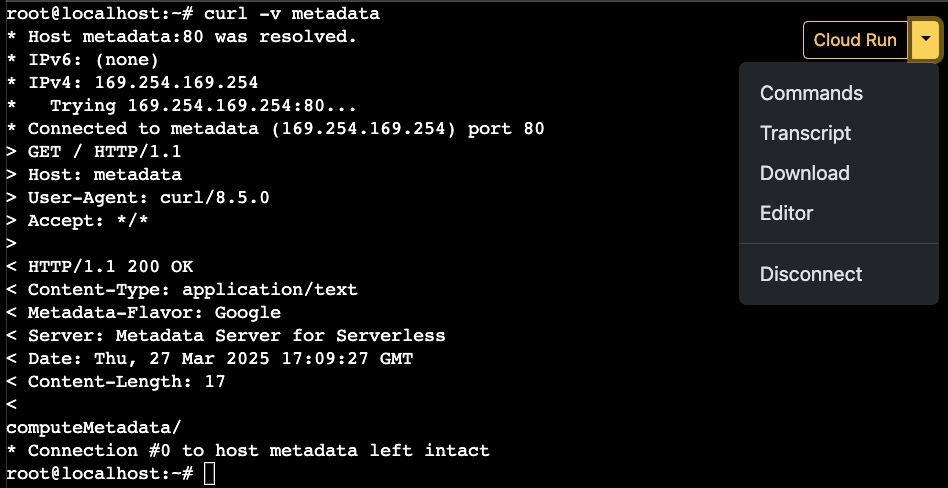 root@localhost:~# curl -v metadata
* Host metadata:80 was resolved.
* IPv6: (none)
* IPv4: 169.254.169.254
*   Trying 169.254.169.254:80...
* Connected to metadata (169.254.169.254) port 80
> GET / HTTP/1.1
> Host: metadata
> User-Agent: curl/8.5.0
> Accept: */*
>
< HTTP/1.1 200 OK
< Content-Type: application/text
< Metadata-Flavor: Google
< Server: Metadata Server for Serverless
< Date: Thu, 27 Mar 2025 17:09:27 GMT
< Content-Length: 17
<
computeMetadata/
* Connection #0 to host metadata left intact
root@localhost:~#
Cloud Run
Commands
Transcript
Download
Editor
Disconnect